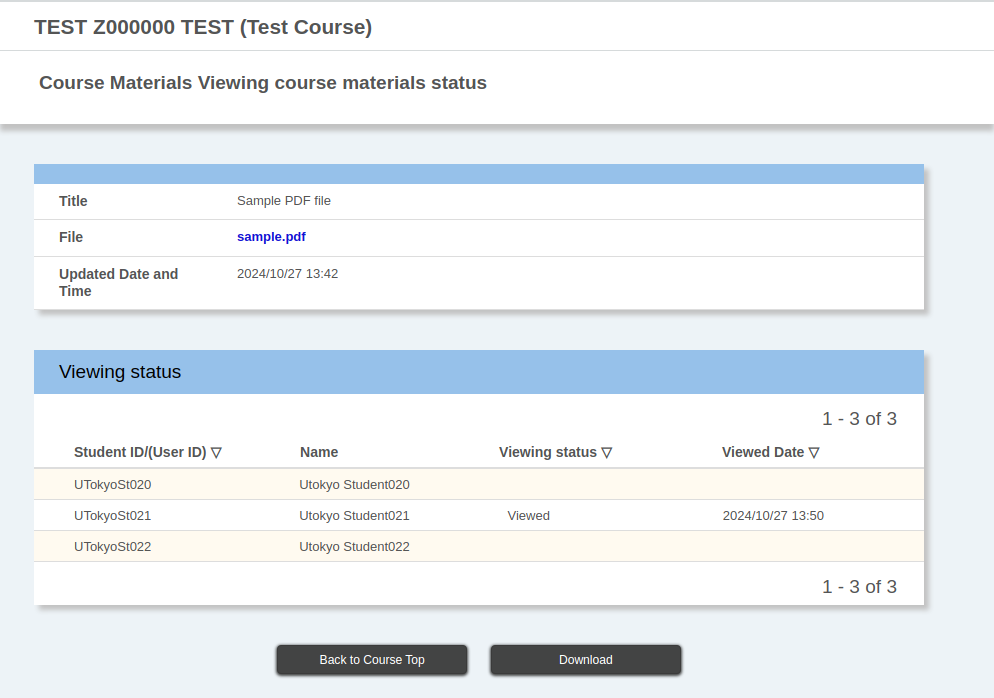 TEST Z000000 TEST (Test Course)
Course Materials Viewing course materials status
Title Sample PDF file
File sample.pdf
Updated Date and Time 2024/10/27 13:42
Viewing status
1 - 3 of 3
Student ID/(User ID) ▽ Name Viewing status ▽ Viewed Date ▽
UTokyoSt020 Utokyo Student020
UTokyoSt021 Utokyo Student021 Viewed 2024/10/27 13:50
UTokyoSt022 Utokyo Student022
1 - 3 of 3
Back to Course Top Download